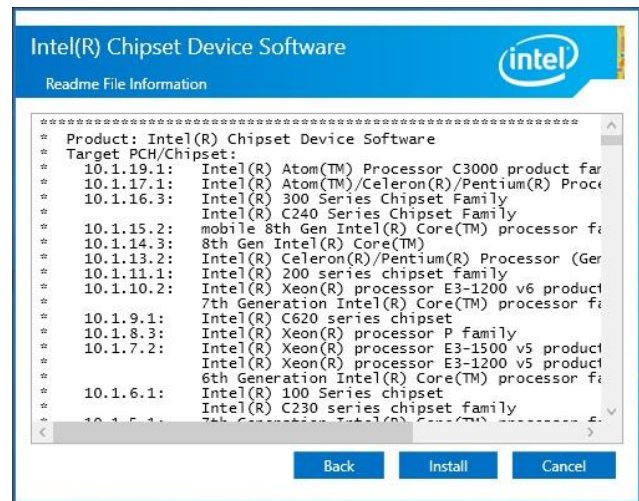 Intel(R) Chipset Device Software
intel
Readme File Information
************************************************************
* Product: Intel(R) Chipset Device Software
* Target PCH/Chipset:
* 10.1.19.1: Intel(R) Atom(TM) Processor C3000 product fam
* 10.1.17.1: Intel(R) Atom(TM)/Celeron(R)/Pentium(R) Proce
* 10.1.16.3: Intel(R) 300 Series Chipset Family
* Intel(R) C240 Series Chipset Family
* 10.1.15.2: mobile 8th Gen Intel(R) Core(TM) processor fa
* 10.1.14.3: 8th Gen Intel(R) Core(TM)
* 10.1.13.2: Intel(R) Celeron(R)/Pentium(R) Processor (Gem
* 10.1.11.1: Intel(R) 200 series chipset family
* 10.1.10.2: Intel(R) Xeon(R) processor E3-1200 v6 product
* 7th Generation Intel(R) Core(TM) processor fa
* 10.1.9.1: Intel(R) C620 series chipset
* 10.1.8.3: Intel(R) Xeon(R) processor P family
* 10.1.7.2: Intel(R) Xeon(R) processor E3-1500 v5 product
* Intel(R) Xeon(R) processor E3-1200 v5 product
* 6th Generation Intel(R) Core(TM) processor fa
* 10.1.6.1: Intel(R) 100 Series chipset
* Intel(R) C230 series chipset family
Back
Install
Cancel